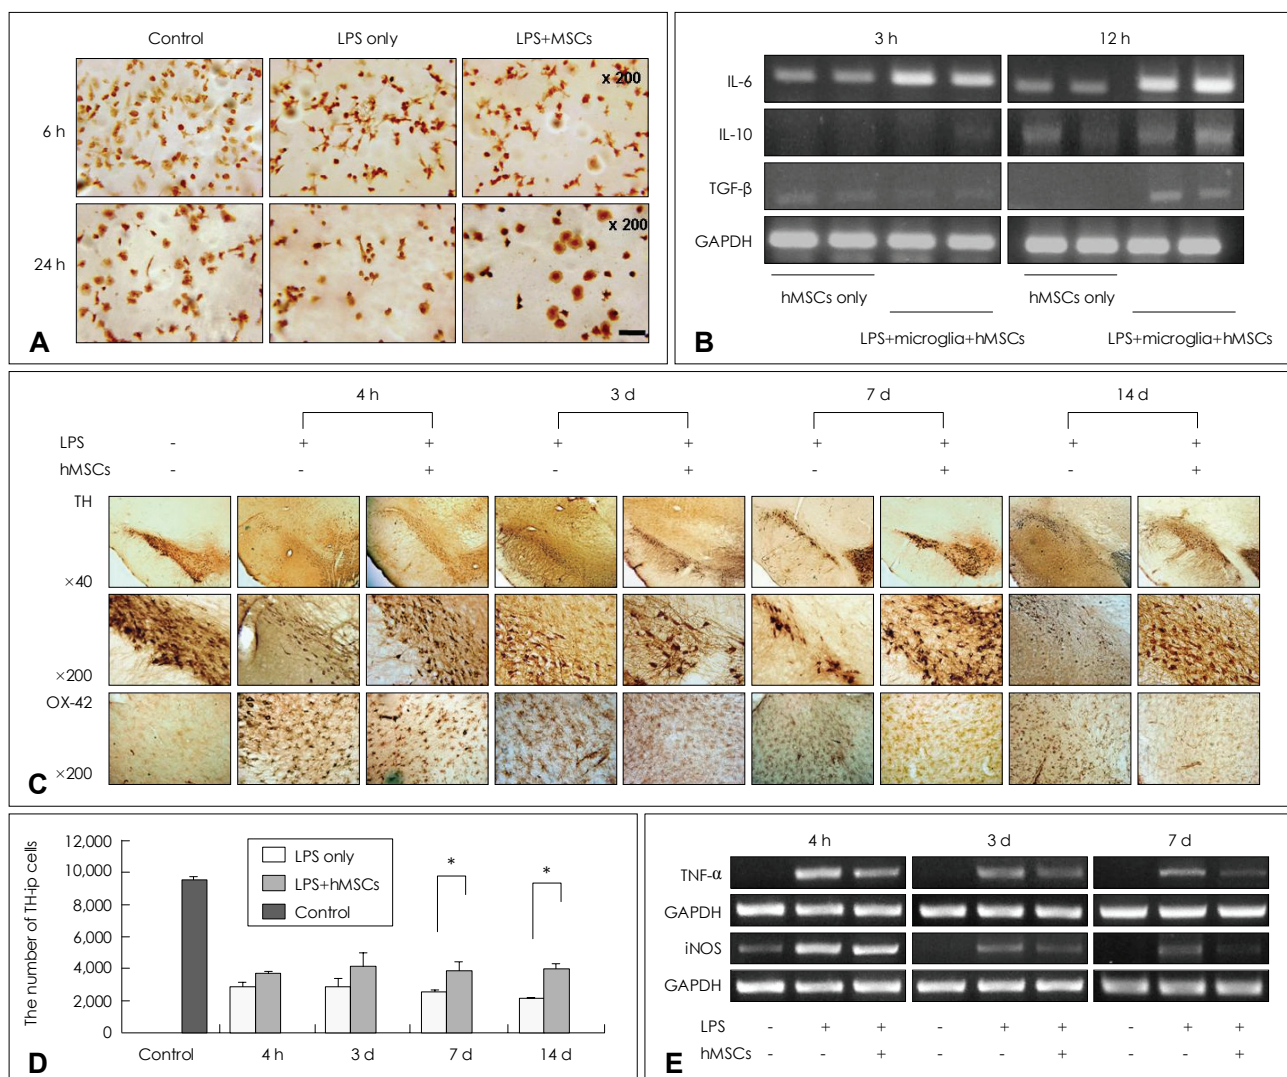 Control LPS only LPS+MSCs
6 h x 200
24 h x 200
A
3 h 12 h
IL-6
IL-10
TGF-β
GAPDH
hMSCs only hMSCs only
LPS+microglia+hMSCs LPS+microglia+hMSCs
B
4 h 3 d 7 d 14 d
LPS - + + + + + + + +
hMSCs - - + - + - + - +
TH
×40
×200
OX-42
×200
C
The number of TH-ip cells
12,000
10,000
8,000
6,000
4,000
2,000
0
LPS only
LPS+hMSCs
Control
* *
Control 4 h 3 d 7 d 14 d
D
4 h 3 d 7 d
TNF-α
GAPDH
iNOS
GAPDH
LPS - + + - + + - + +
hMSCs - - + - - + - - +
E